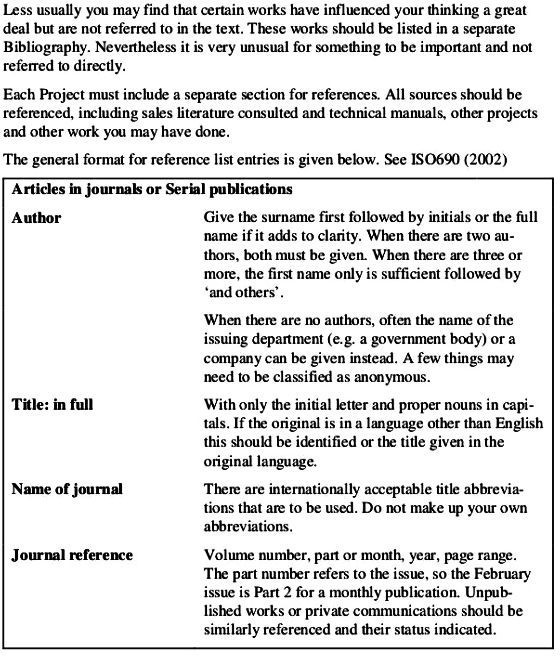 Less usually you may find that certain works have influenced your thinking a great
deal but are not referred to in the text. These works should be listed in a separate
Bibliography. Nevertheless it is very unusual for something to be important and not
referred to directly.
Each Project must include a separate section for references. All sources should be
referenced, including sales literature consulted and technical manuals, other projects
and other work you may have done.
The general format for reference list entries is given below. See ISO690 (2002)
Articles in journals or Serial publications
Author
Give the surname first followed by initials or the full
name if it adds to clarity. When there are two au-
thors, both must be given. When there are three or
more, the first name only is sufficient followed by
‘and others’.
When there are no authors, often the name of the
issuing department (e.g. a government body) or a
company can be given instead. A few things may
need to be classified as anonymous.
Title: in full
With only the initial letter and proper nouns in capi-
tals. If the original is in a language other than English
this should be identified or the title given in the
original language.
Name of journal
There are internationally acceptable title abbrevia-
tions that are to be used. Do not make up your own
abbreviations.
Journal reference
Volume number, part or month, year, page range.
The part number refers to the issue, so the February
issue is Part 2 for a monthly publication. Unpub-
lished works or private communications should be
similarly referenced and their status indicated.